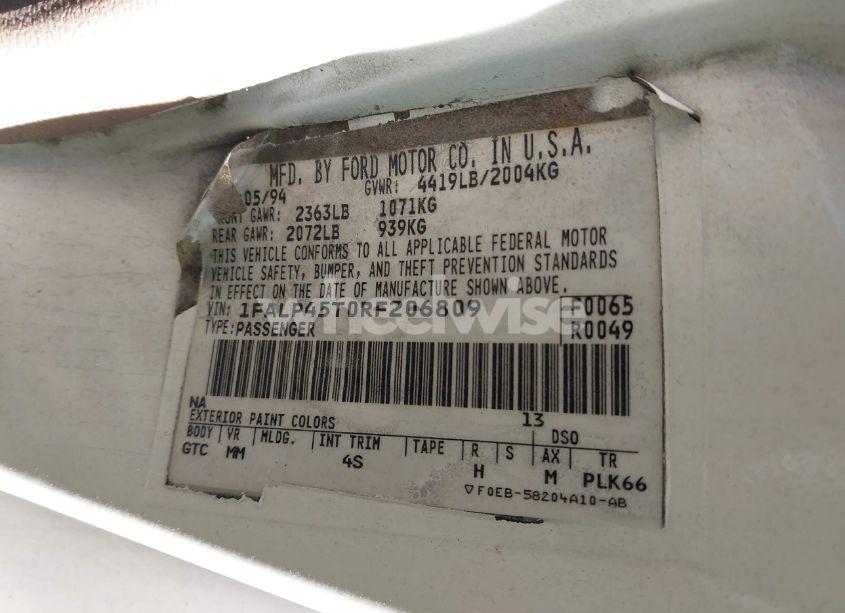 MFD. BY FORD MOTOR CO. IN U.S.A.
05/94 GVWR: 4419LB/2004KG
GAWR: 2363LB 1071KG
REAR GAWR: 2072LB 939KG
THIS VEHICLE CONFORMS TO ALL APPLICABLE FEDERAL MOTOR
VEHICLE SAFETY, BUMPER, AND THEFT PREVENTION STANDARDS
IN EFFECT ON THE DATE OF MANUFACTURE SHOWN ABOVE.
VIN: 1FALP45T0RF206809 F0065
TYPE: PASSENGER R0049
wheelwise
NA 13
EXTERIOR PAINT COLORS DSO
BODY VR MLDG. INT TRIM TAPE R S AX TR
GTC MM 4S H M PLK66
F0EB-58204A10-AB